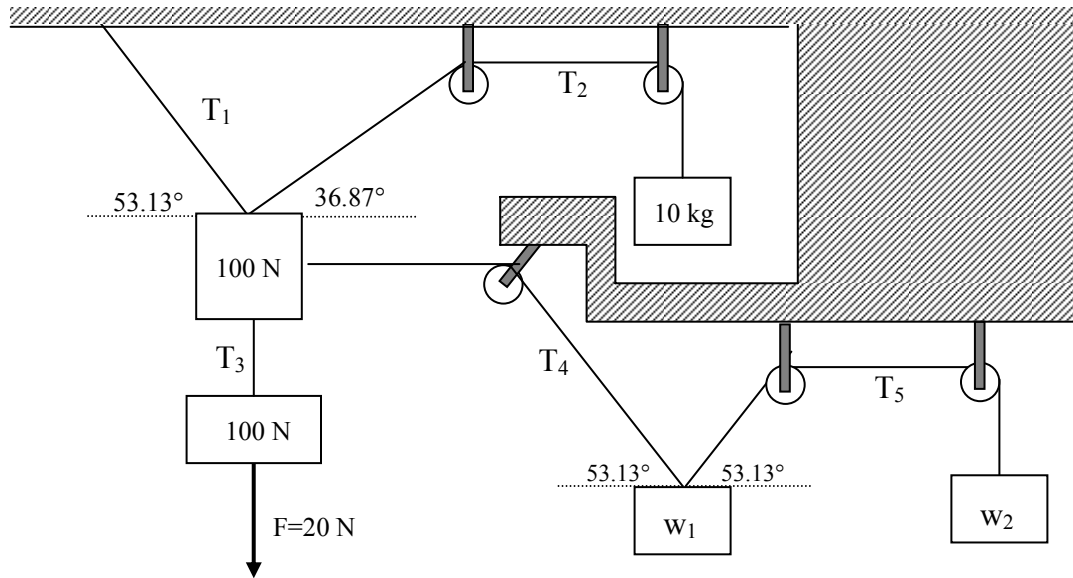 T₂
T₁
53.13°
36.87°
10 kg
100 N
T₃
T₄
T₅
100 N
53.13°
53.13°
w₁
w₂
F=20 N